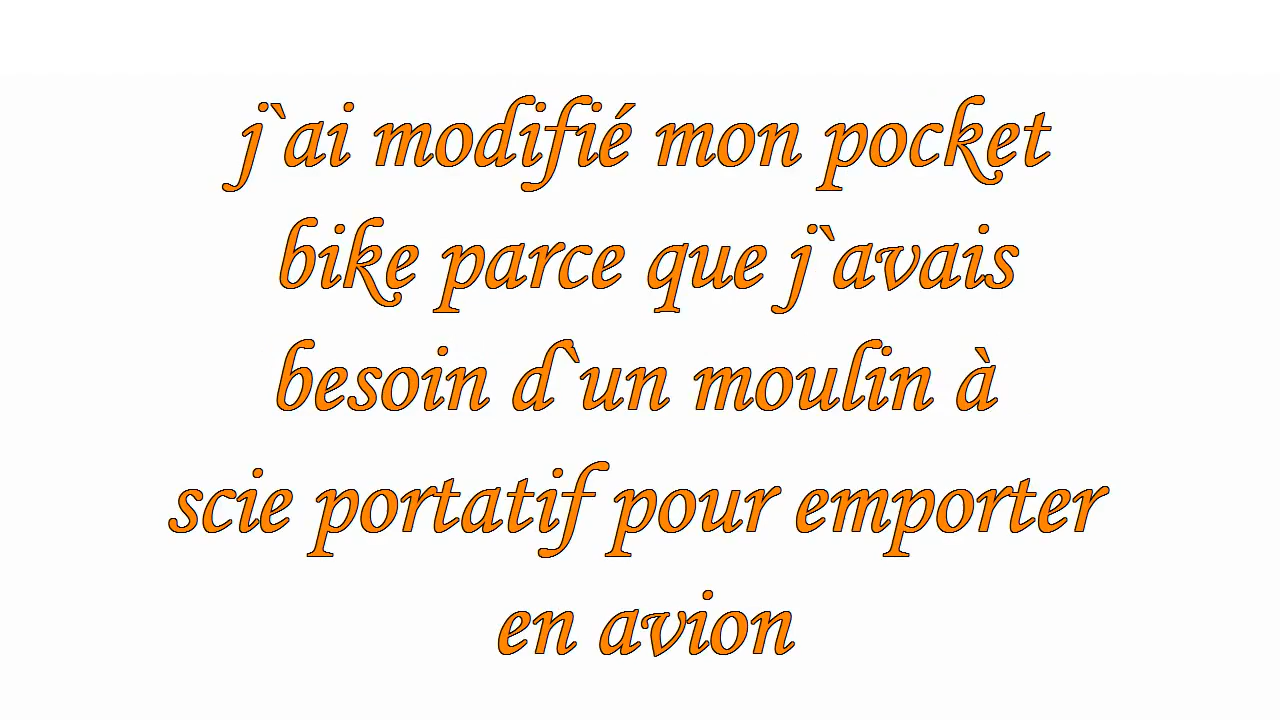 j`ai modifié mon pocket
bike parce que j`avais
besoin d`un moulin à
scie portatif pour emporter
en avion